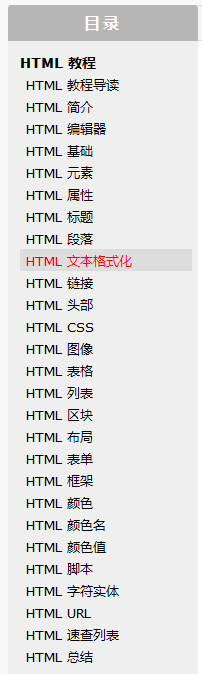 目录
HTML 教程
HTML 教程导读
HTML 简介
HTML 编辑器
HTML 基础
HTML 元素
HTML 属性
HTML 标题
HTML 段落
HTML 文本格式化
HTML 链接
HTML 头部
HTML CSS
HTML 图像
HTML 表格
HTML 列表
HTML 区块
HTML 布局
HTML 表单
HTML 框架
HTML 颜色
HTML 颜色名
HTML 颜色值
HTML 脚本
HTML 字符实体
HTML URL
HTML 速查列表
HTML 总结